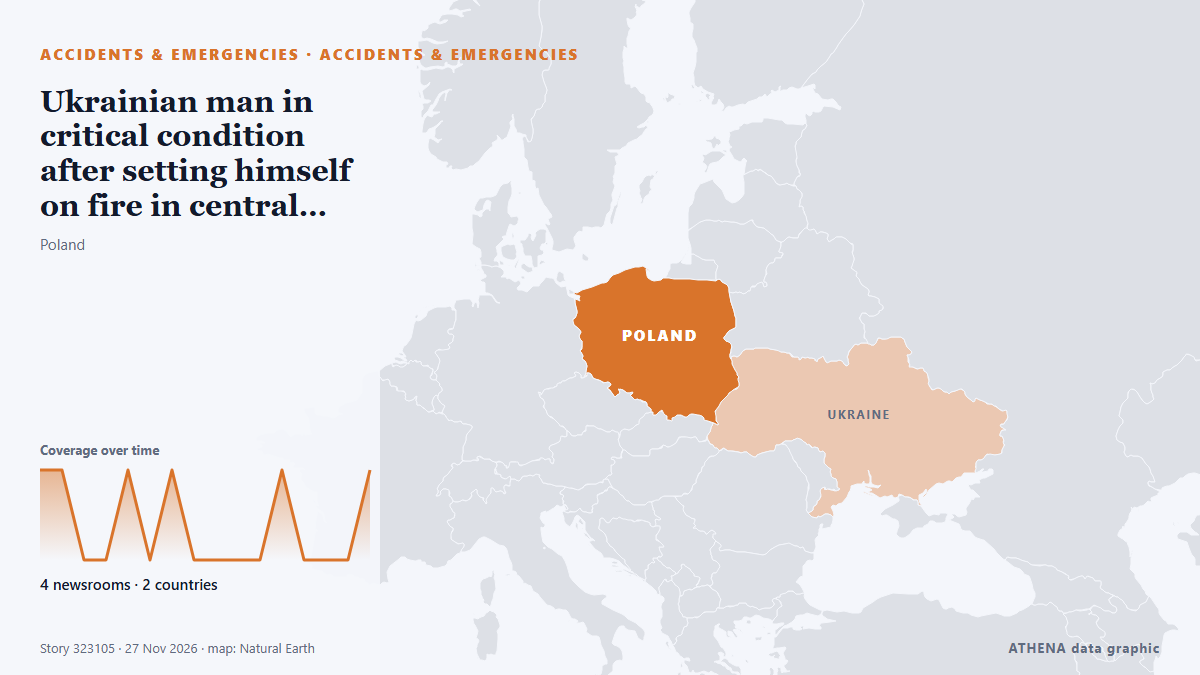 ACCIDENTS & EMERGENCIES · ACCIDENTS & EMERGENCIES
Ukrainian man in
critical condition
after setting himself
on fire in central...
Poland
POLAND
UKRAINE
Coverage over time
4 newsrooms · 2 countries
Story 323105 · 27 Nov 2026 · map: Natural Earth
ATHENA data graphic